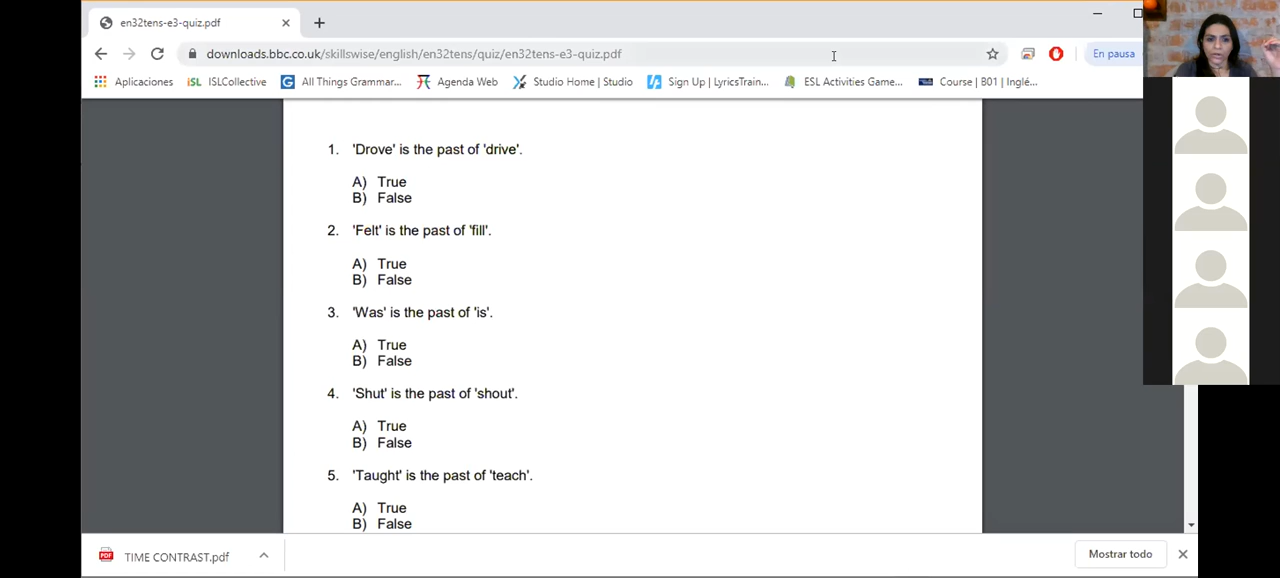 en32tens-e3-quiz.pdf
downloads.bbc.co.uk/skillswise/english/en32tens/quiz/en32tens-e3-quiz.pdf
En pausa
Aplicaciones ISLCollective All Things Grammar... Agenda Web Studio Home | Studio Sign Up | LyricsTrain... ESL Activities Game... Course | B01 | Inglé...
1. 'Drove' is the past of 'drive'.
A) True
B) False
2. 'Felt' is the past of 'fill'.
A) True
B) False
3. 'Was' is the past of 'is'.
A) True
B) False
4. 'Shut' is the past of 'shout'.
A) True
B) False
5. 'Taught' is the past of 'teach'.
A) True
B) False
TIME CONTRAST.pdf
Mostrar todo